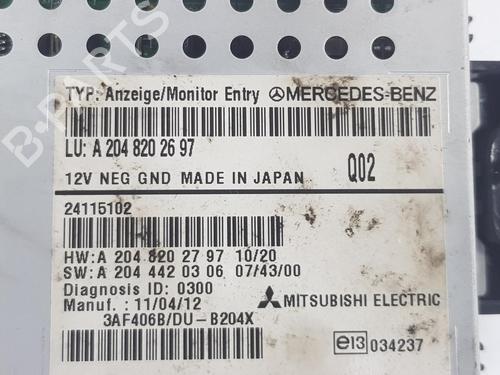 TYP: Anzeige/Monitor Entry MERCEDES-BENZ
LU: A 204 820 26 97
12V NEG GND MADE IN JAPAN Q02
24115102
HW: A 204 820 27 97 10/20
SW: A 204 442 03 06 07/43/00
Diagnosis ID: 0300
Manuf. : 11/04/12 MITSUBISHI ELECTRIC
3AF406B/DU-B204X
e13 034237
B-PARTS